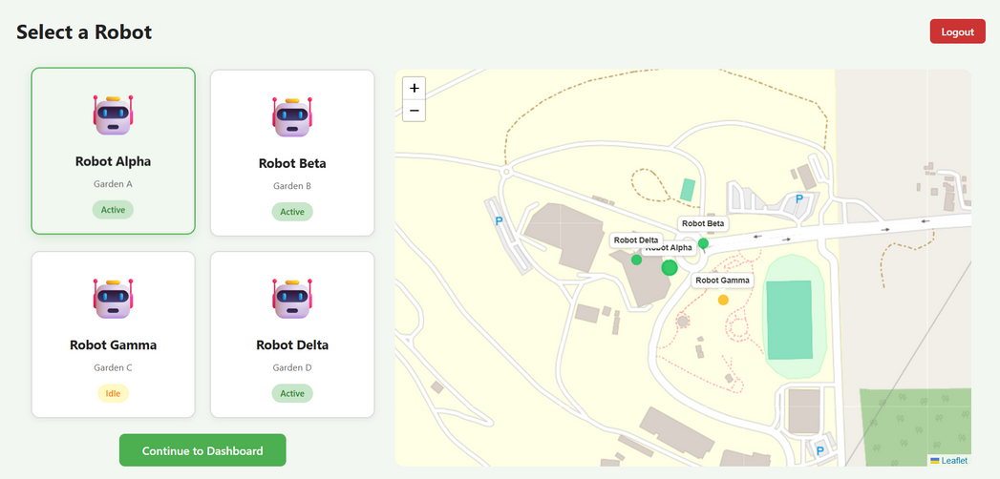 Select a Robot
Logout
Robot Alpha
Garden A
Active
Robot Beta
Garden B
Active
Robot Gamma
Garden C
Idle
Robot Delta
Garden D
Active
Continue to Dashboard
+
−
P
P
Robot Beta
Robot Delta
Robot Alpha
Robot Gamma
P
Leaflet